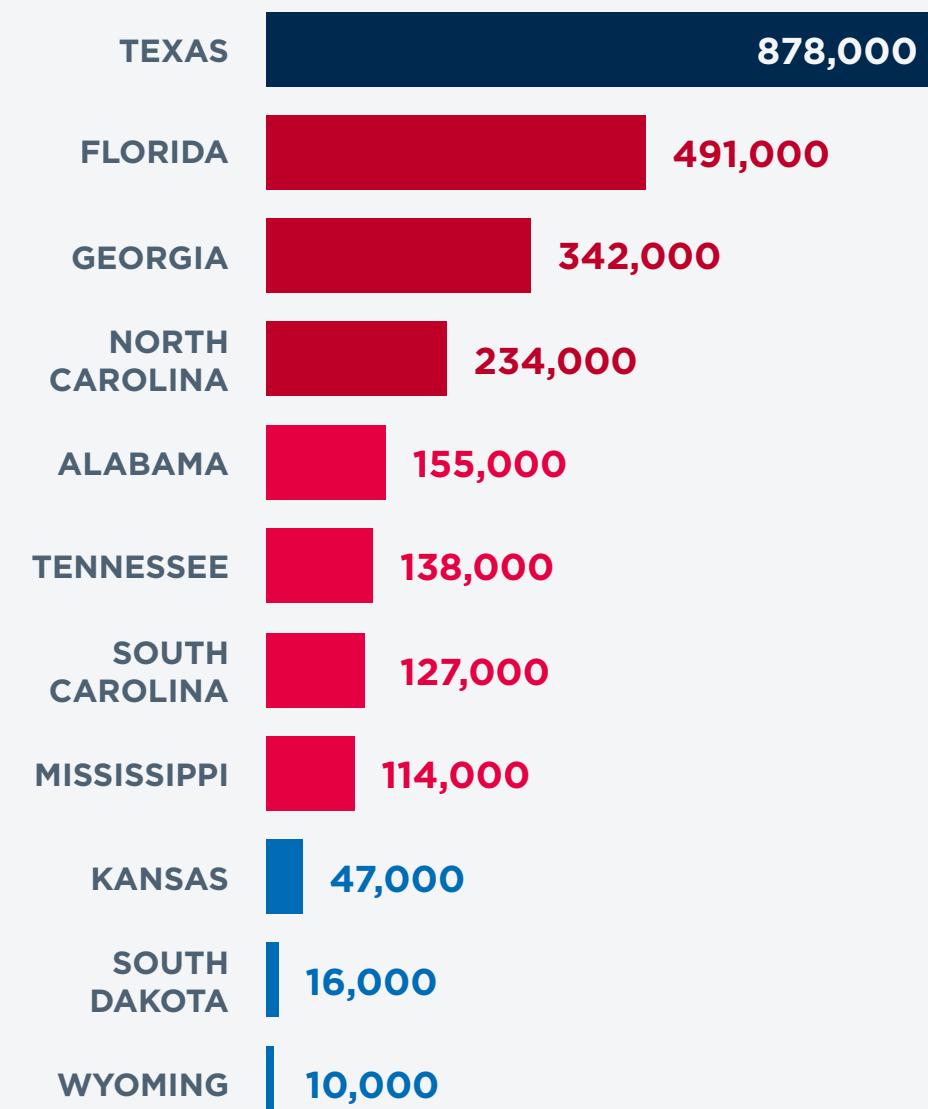 TEXAS 878,000
FLORIDA 491,000
GEORGIA 342,000
NORTH
CAROLINA 234,000
ALABAMA 155,000
TENNESSEE 138,000
SOUTH
CAROLINA 127,000
MISSISSIPPI 114,000
KANSAS 47,000
SOUTH
DAKOTA 16,000
WYOMING 10,000